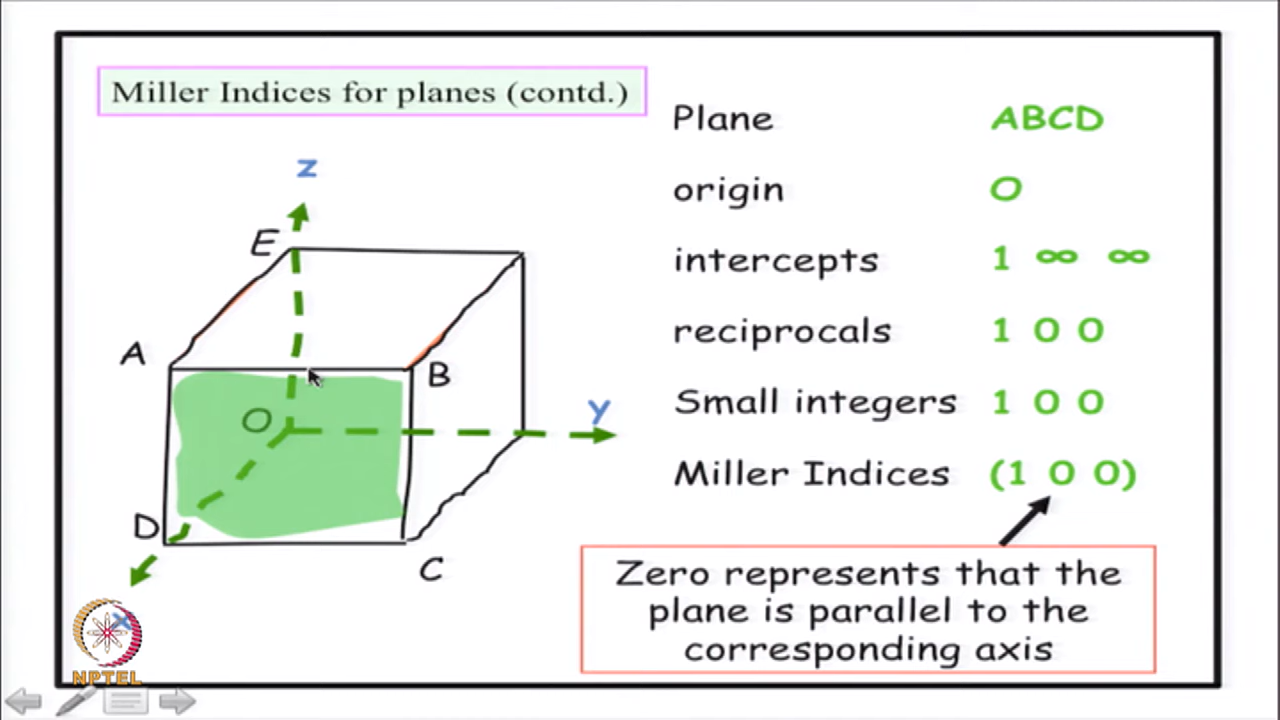 Miller Indices for planes (contd.)
z
E
A
B
O
y
D
C
x
Plane ABCD
origin O
intercepts 1 ∞ ∞
reciprocals 1 0 0
Small integers 1 0 0
Miller Indices (1 0 0)
Zero represents that the
plane is parallel to the
corresponding axis
NPTEL